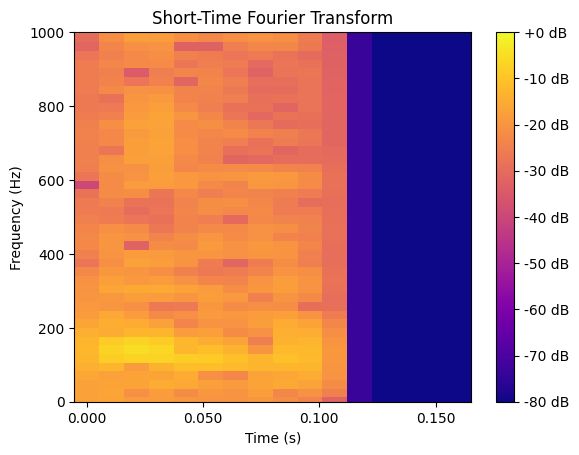 Short-Time Fourier Transform
1000
800
600
400
200
0
Frequency (Hz)
0.000
0.050
0.100
0.150
Time (s)
+0 dB
-10 dB
-20 dB
-30 dB
-40 dB
-50 dB
-60 dB
-70 dB
-80 dB